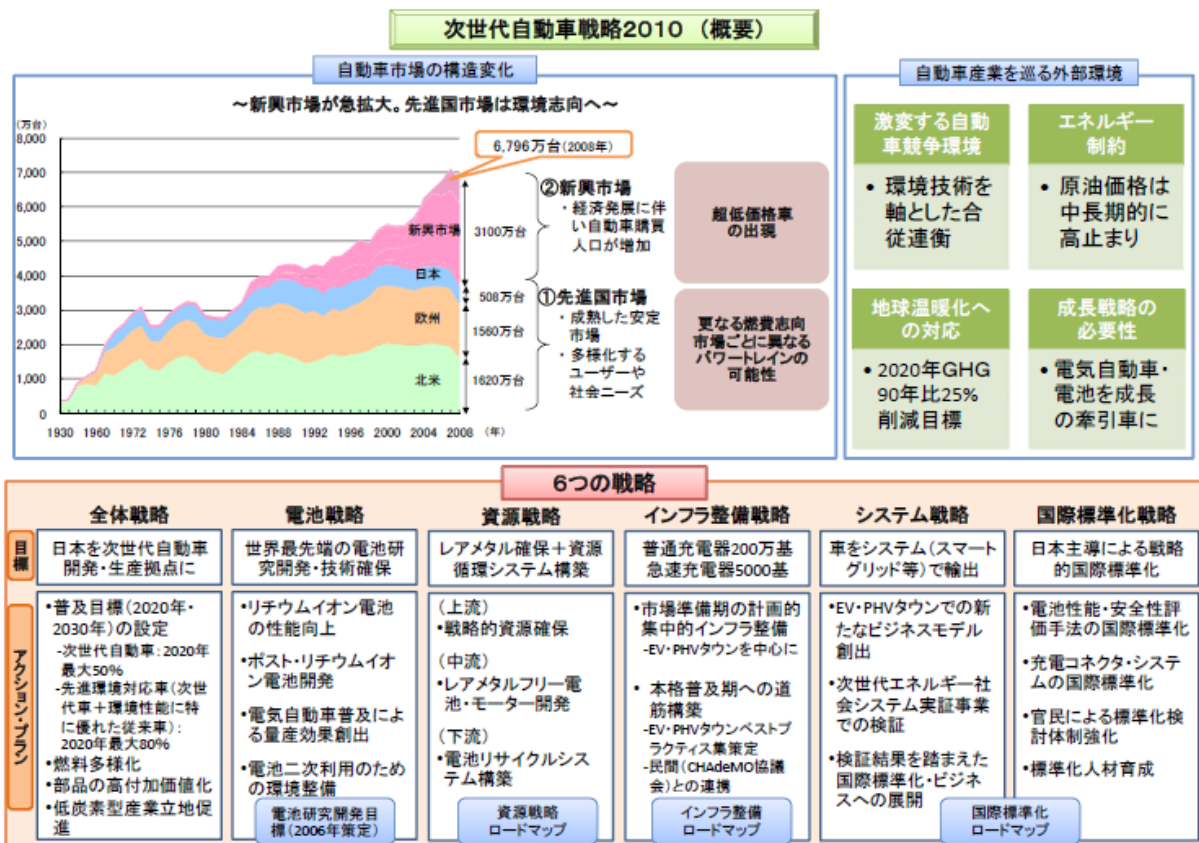 次世代自動車戦略2010 (概要)
自動車市場の構造変化
~新興市場が急拡大。先進国市場は環境志向へ~
(万台)
8,000
7,000
6,000
5,000
4,000
3,000
2,000
1,000
0
1930 1960 1972 1976 1980 1984 1988 1992 1996 2000 2004 2008 (年)
6,796万台(2008年)
新興市場
日本
欧州
北米
3100万台
508万台
1560万台
1620万台
②新興市場
・経済発展に伴
い自動車購買
人口が増加
①先進国市場
・成熟した安定
市場
・多様化する
ユーザーや
社会ニーズ
超低価格車
の出現
更なる燃費志向
市場ごとに異なる
パワートレインの
可能性
自動車産業を巡る外部環境
激変する自動
車競争環境
• 環境技術を
軸とした合
従連衡
エネルギー
制約
• 原油価格は
中長期的に
高止まり
地球温暖化へ
の対応
• 2020年GHG
90年比25%
削減目標
成長戦略の
必要性
• 電気自動車・
電池を成長
の牽引車に
6つの戦略
目標
アクション・プラン
全体戦略
日本を次世代自動車
開発・生産拠点に
•普及目標(2020年・
2030年)の設定
-次世代自動車:2020年
最大50%
-先進環境対応車(次世
代車+環境性能に特
に優れた従来車):
2020年最大80%
•燃料多様化
•部品の高付加価値化
•低炭素型産業立地促
進
電池戦略
世界最先端の電池研
究開発・技術確保
•リチウムイオン電池
の性能向上
•ポスト・リチウムイオ
ン電池開発
•電気自動車普及によ
る量産効果創出
•電池二次利用のため
の環境整備
電池研究開発目
標(2006年策定)
資源戦略
レアメタル確保+資源
循環システム構築
(上流)
•戦略的資源確保
(中流)
•レアメタルフリー電
池・モーター開発
(下流)
•電池リサイクルシス
テム構築
資源戦略
ロードマップ
インフラ整備戦略
普通充電器200万基
急速充電器5000基
•市場準備期の計画的
集中的インフラ整備
-EV・PHVタウンを中心に
• 本格普及期への道
筋構築
-EV・PHVタウンベストプ
ラクティス集策定
-民間(CHAdeMO協議
会)との連携
インフラ整備
ロードマップ
システム戦略
車をシステム(スマート
グリッド等)で輸出
•EV・PHVタウンでの新
たなビジネスモデル
創出
•次世代エネルギー社
会システム実証事業
での検証
•検証結果を踏まえた
国際標準化・ビジネ
スへの展開
国際標準化戦略
日本主導による戦略
的国際標準化
•電池性能・安全性評
価手法の国際標準化
•充電コネクタ・システ
ムの国際標準化
•官民による標準化検
討体制強化
•標準化人材育成
国際標準化
ロードマップ